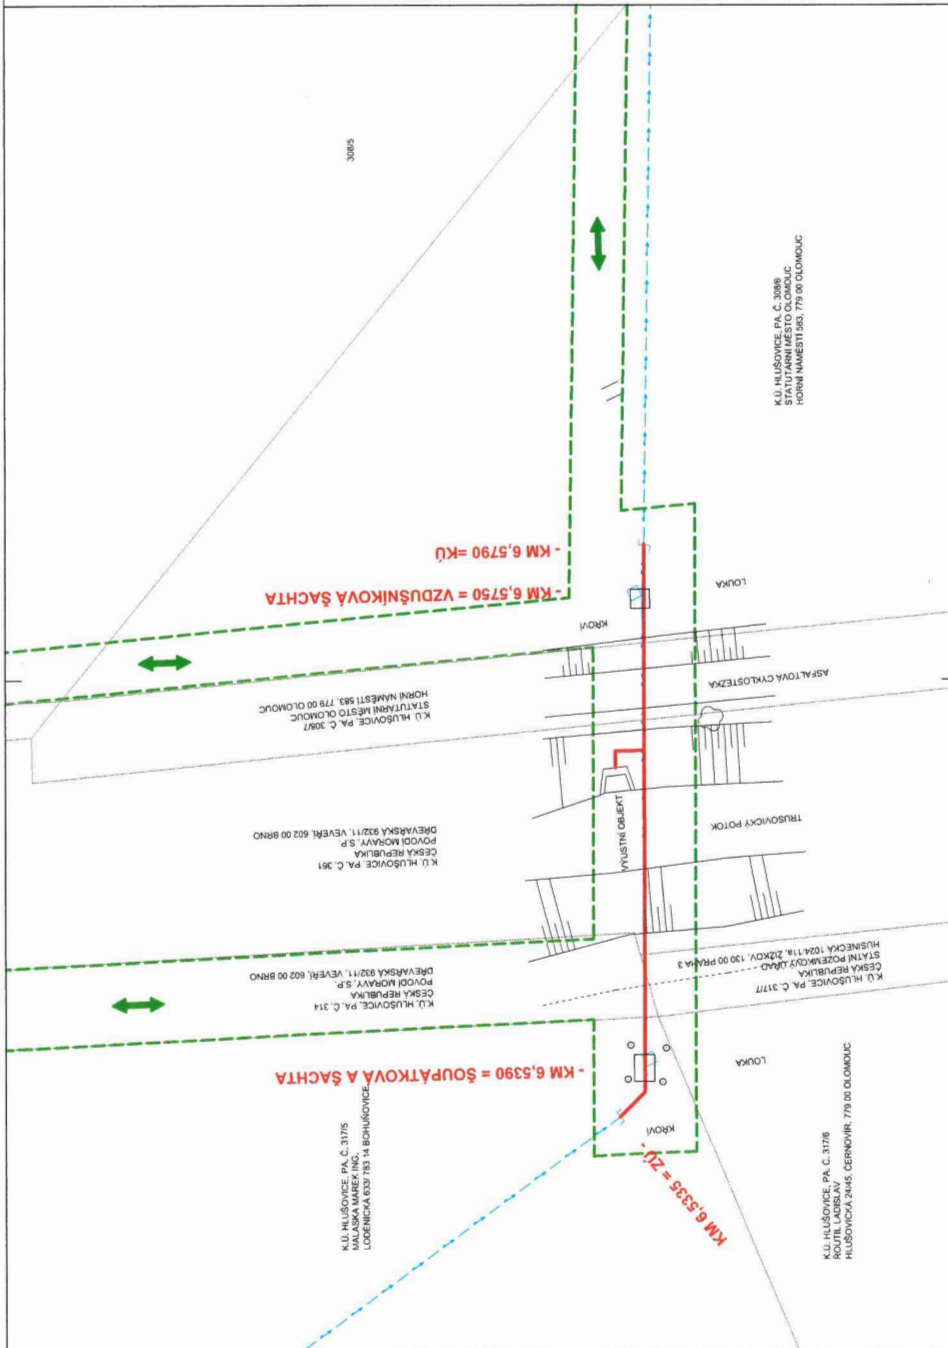 308/5
K.Ú. HLUŠOVICE, PA. Č. 308/6
STATUTÁRNÍ MĚSTO OLOMOUC
HORNÍ NÁMĚSTÍ 583, 779 00 OLOMOUC
- KM 6,5790 =KÚ
- KM 6,5750 = VZDUŠNÍKOVÁ ŠACHTA
LOUKA
KŘOVÍ
ASFALTOVÁ CYKLOSTEZKA
K.Ú. HLUŠOVICE, PA. Č. 308/7
STATUTÁRNÍ MĚSTO OLOMOUC
HORNÍ NÁMĚSTÍ 583, 779 00 OLOMOUC
VÝUSTNÍ OBJEKT
TRUSOVICKÝ POTOK
K.Ú. HLUŠOVICE, PA. Č. 361
ČESKÁ REPUBLIKA
POVODÍ MORAVY, S.P.
DŘEVAŘSKÁ 932/11, VEVEŘÍ, 602 00 BRNO
K.Ú. HLUŠOVICE, PA. Č. 314
ČESKÁ REPUBLIKA
POVODÍ MORAVY, S.P.
DŘEVAŘSKÁ 932/11, VEVEŘÍ, 602 00 BRNO
K.Ú. HLUŠOVICE, PA. Č. 317/7
ČESKÁ REPUBLIKA
STÁTNÍ POZEMKOVÝ ÚŘAD
HUSINECKÁ 1024/11a, ŽIŽKOV, 130 00 PRAHA 3
- KM 6,5390 = ŠOUPÁTKOVÁ A ŠACHTA
LOUKA
KŘOVÍ
KM 6,5335 = ZÚ -
K.Ú. HLUŠOVICE, PA. Č. 317/5
MALASKA MAREK ING.
LODĚNICKÁ 633/ 783 14 BOHUŇOVICE,
K.Ú. HLUŠOVICE, PA. Č. 317/6
ROUTIL LADISLAV
HLUŠOVICKÁ 24/45, ČERNOVÍR, 779 00 OLOMOUC